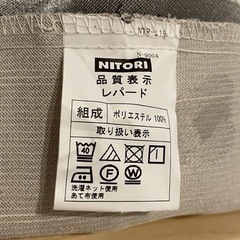 S-9004
NITORI
品質表示
レパード
組成 ポリエステル 100%
取り扱い表示
40
W
洗濯ネット使用
あて布使用